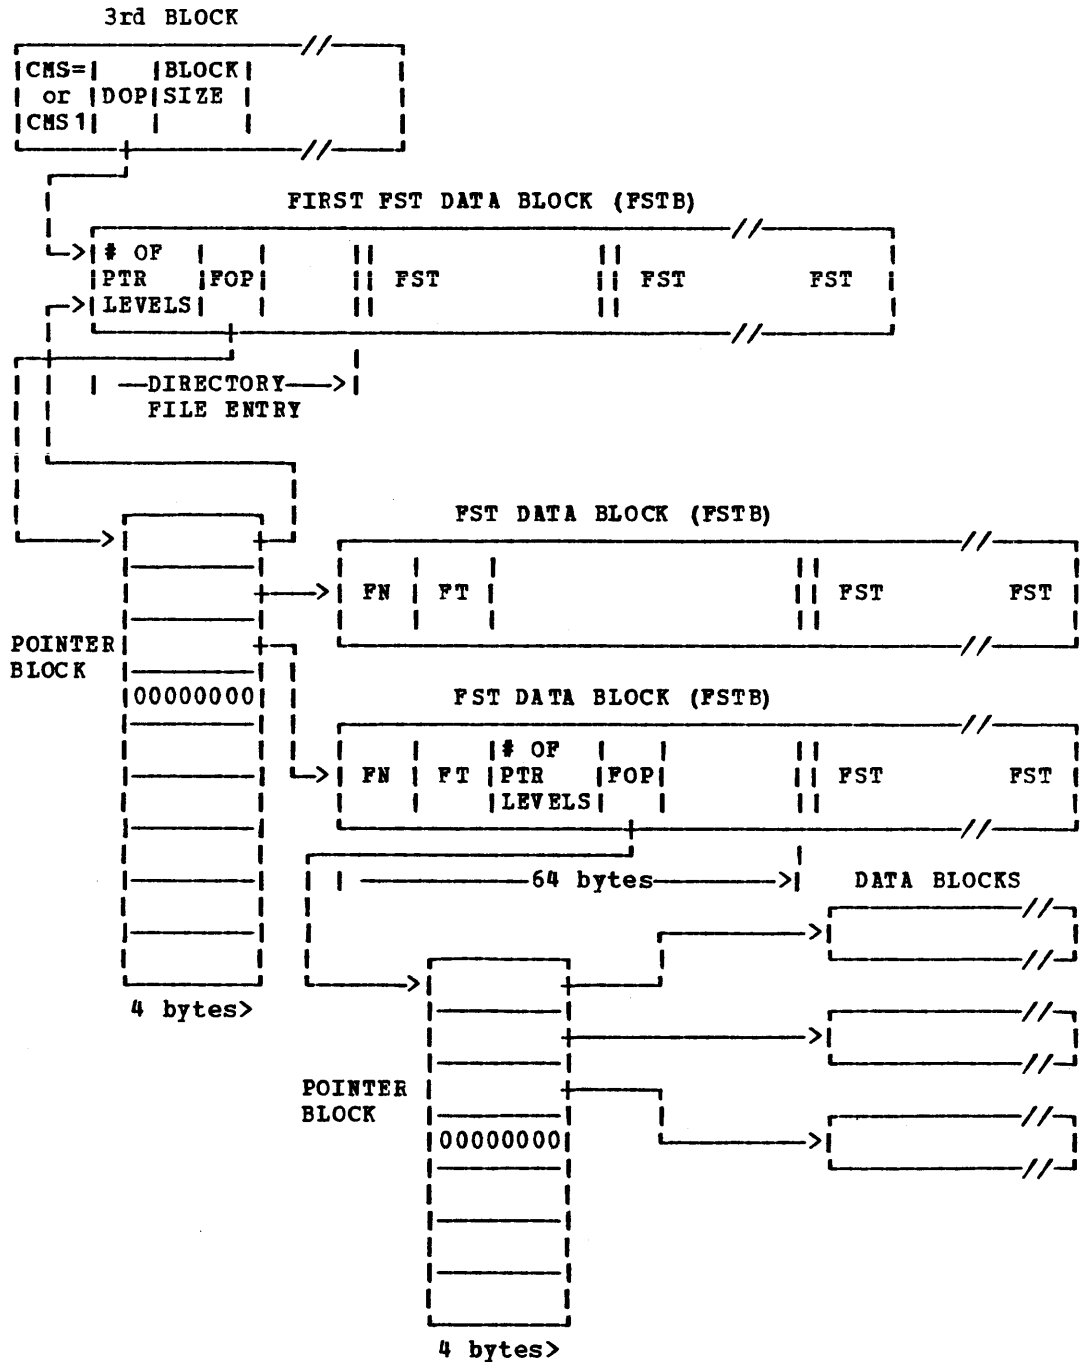 3rd BLOCK
CMS= BLOCK
or DOP SIZE
CMS1
FIRST FST DATA BLOCK (FSTB)
# OF
PTR FOP FST FST FST
LEVELS
DIRECTORY
FILE ENTRY
FST DATA BLOCK (FSTB)
FN FT FST FST
POINTER
BLOCK
00000000
FST DATA BLOCK (FSTB)
# OF
FN FT PTR FOP FST FST
LEVELS
64 bytes
DATA BLOCKS
4 bytes>
POINTER
BLOCK
00000000
4 bytes>